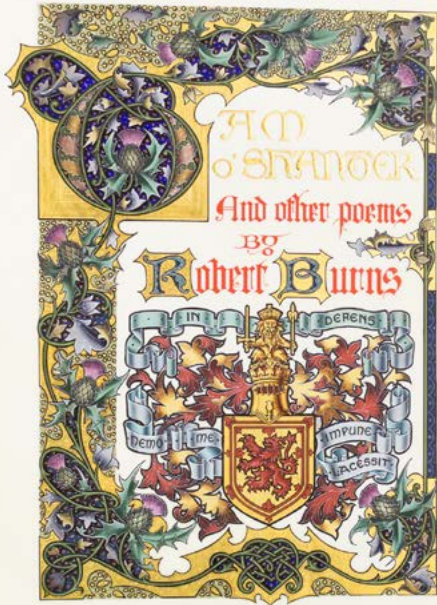 TAM
o' SHANTER
And other poems
BY
Robert Burns
IN DEFENS
NEMO ME IMPUNE
LACESSIT